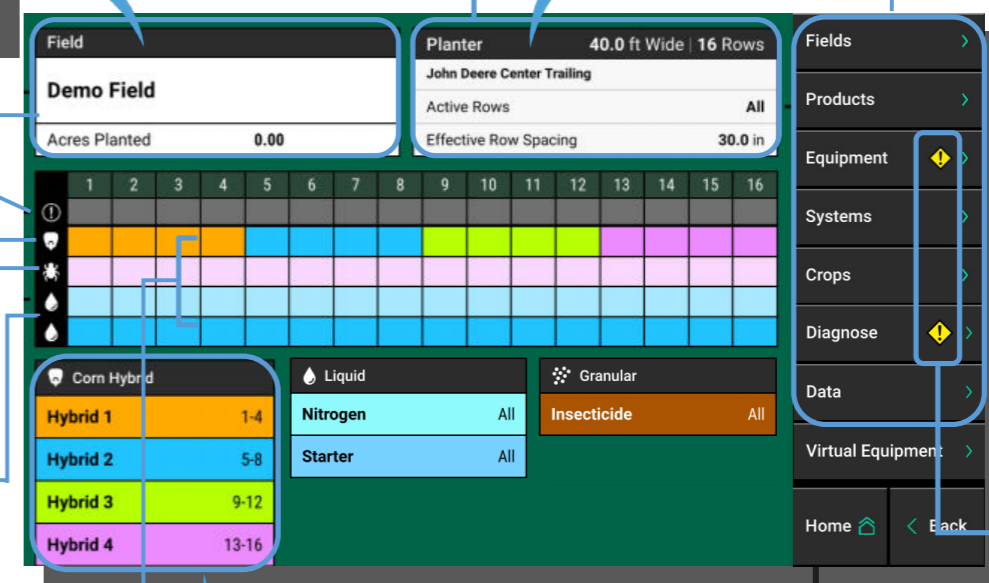 Field
Demo Field
Acres Planted 0.00
Planter 40.0 ft Wide | 16 Rows
John Deere Center Trailing
Active Rows All
Effective Row Spacing 30.0 in
1 2 3 4 5 6 7 8 9 10 11 12 13 14 15 16
Corn Hybrid
Hybrid 1 1-4
Hybrid 2 5-8
Hybrid 3 9-12
Hybrid 4 13-16
Liquid
Nitrogen All
Starter All
Granular
Insecticide All
Fields
Products
Equipment
Systems
Crops
Diagnose
Data
Virtual Equipment
Home
Back